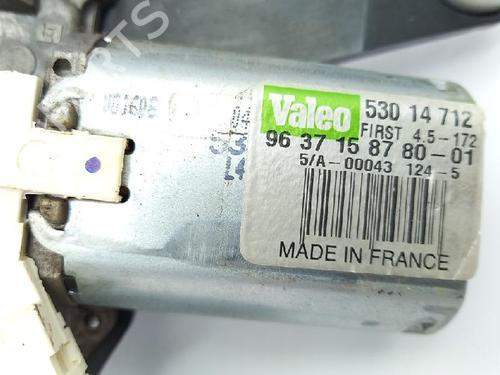 Valeo 530 14 712
FIRST 4.5-172
96 37 15 87 80-01
5/A-00043 124-5
MADE IN FRANCE
PARTS